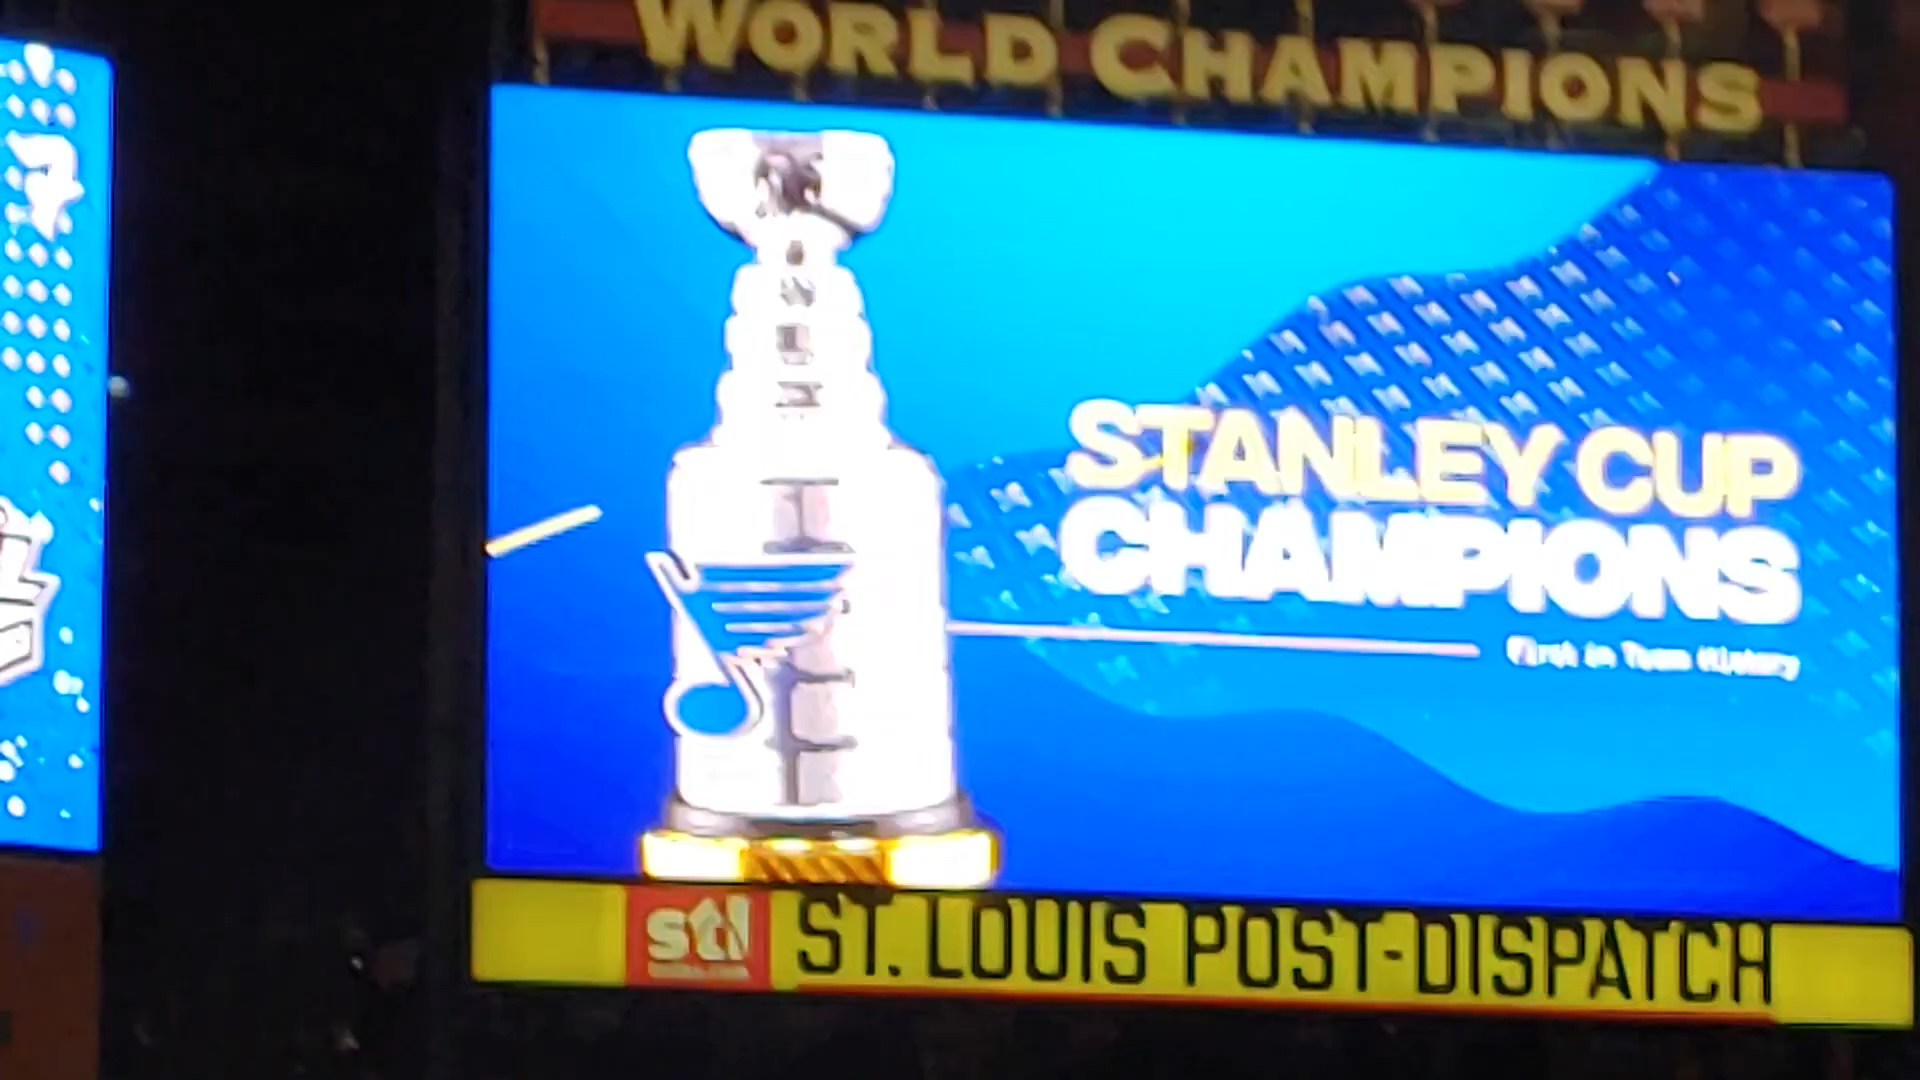 WORLD CHAMPIONS
STANLEY CUP
CHAMPIONS
First in Team History
stl
ST. LOUIS POST-DISPATCH